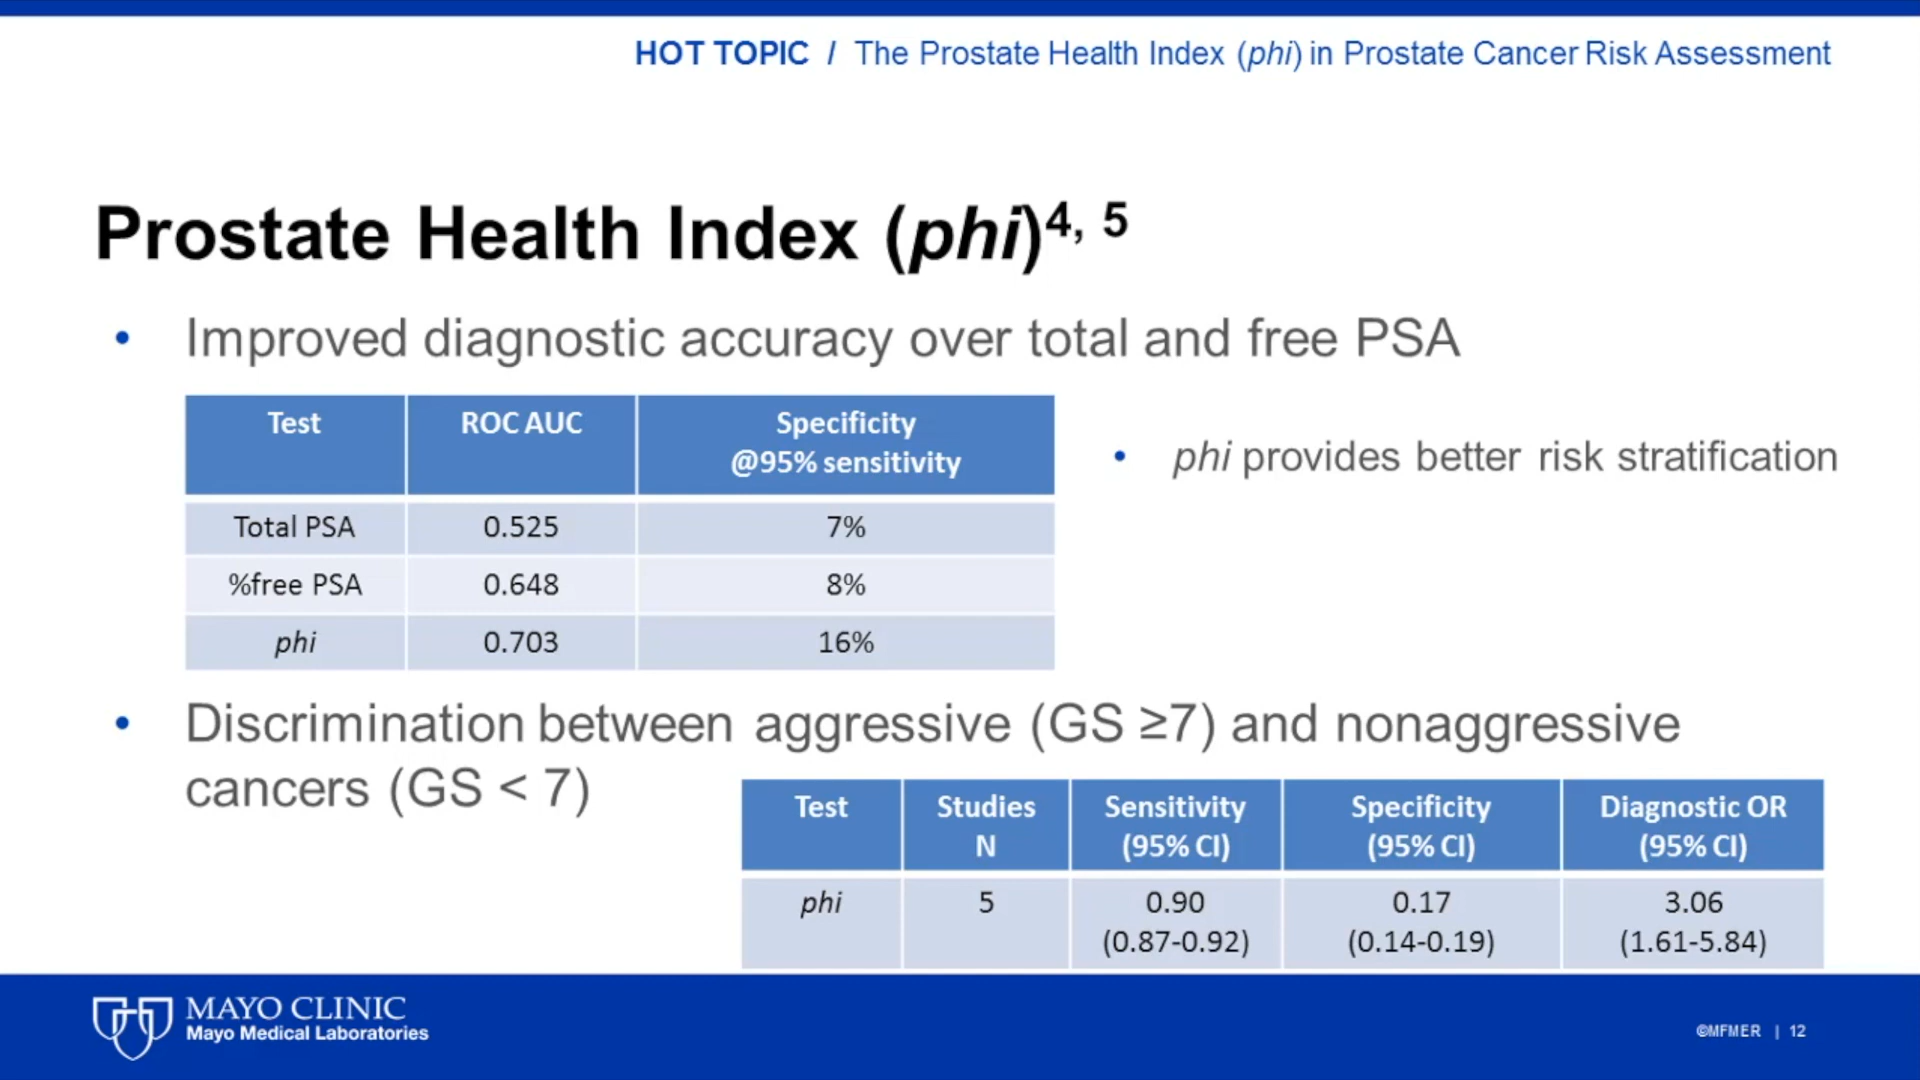 HOT TOPIC / The Prostate Health Index (phi) in Prostate Cancer Risk Assessment
Prostate Health Index (phi)4, 5
• Improved diagnostic accuracy over total and free PSA
Test ROC AUC Specificity
@95% sensitivity
Total PSA 0.525 7%
%free PSA 0.648 8%
phi 0.703 16%
• phi provides better risk stratification
• Discrimination between aggressive (GS ≥7) and nonaggressive
cancers (GS < 7)
Test Studies Sensitivity Specificity Diagnostic OR
N (95% CI) (95% CI) (95% CI)
phi 5 0.90 0.17 3.06
(0.87-0.92) (0.14-0.19) (1.61-5.84)
MAYO CLINIC
Mayo Medical Laboratories
©MFMER | 12